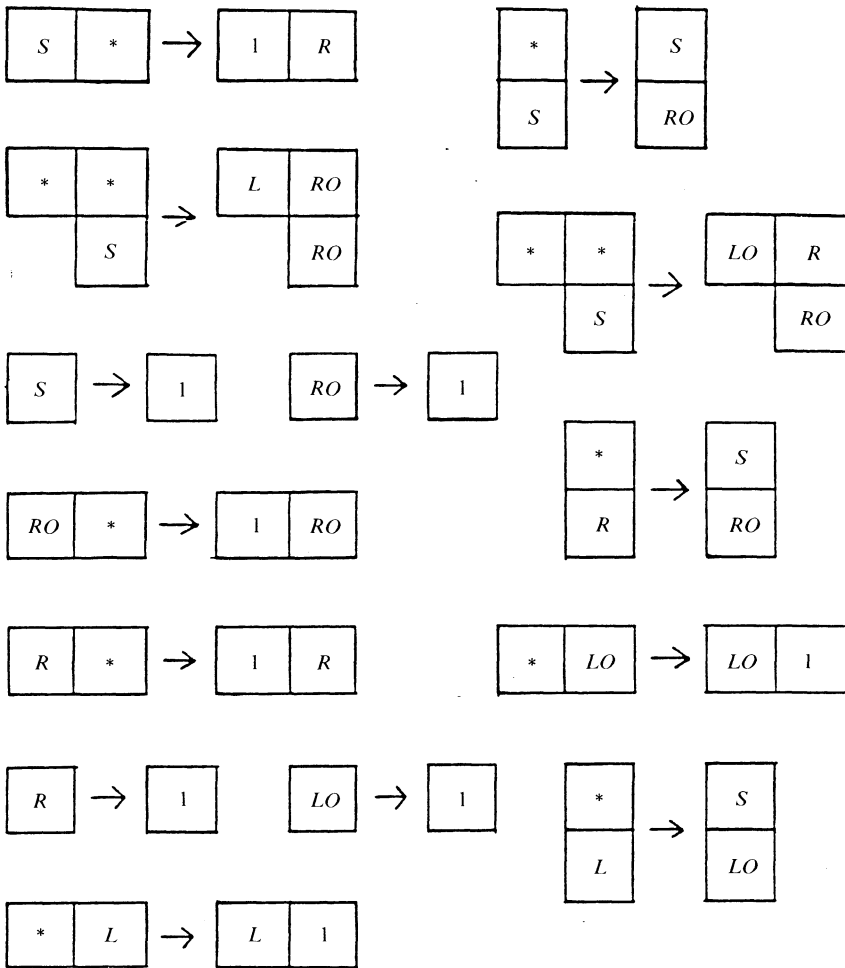 S * → 1 R
* S → S RO
* * S → L RO RO
* * S → LO R RO
S → 1 RO → 1
* R → S RO
RO * → 1 RO
R * → 1 R
* LO → LO 1
R → 1 LO → 1
* L → S LO
* L → L 1